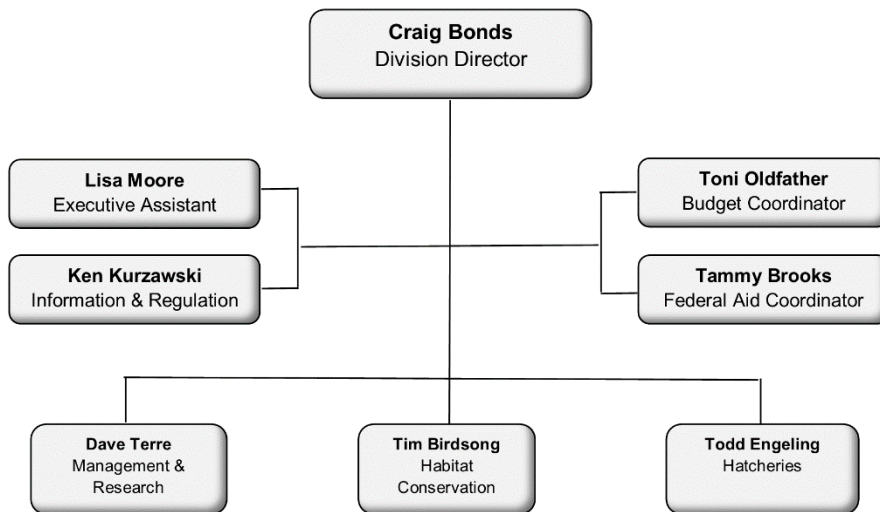 Craig Bonds
Division Director
Lisa Moore
Executive Assistant
Toni Oldfather
Budget Coordinator
Ken Kurzawski
Information & Regulation
Tammy Brooks
Federal Aid Coordinator
Dave Terre
Management &
Research
Tim Birdsong
Habitat
Conservation
Todd Engeling
Hatcheries